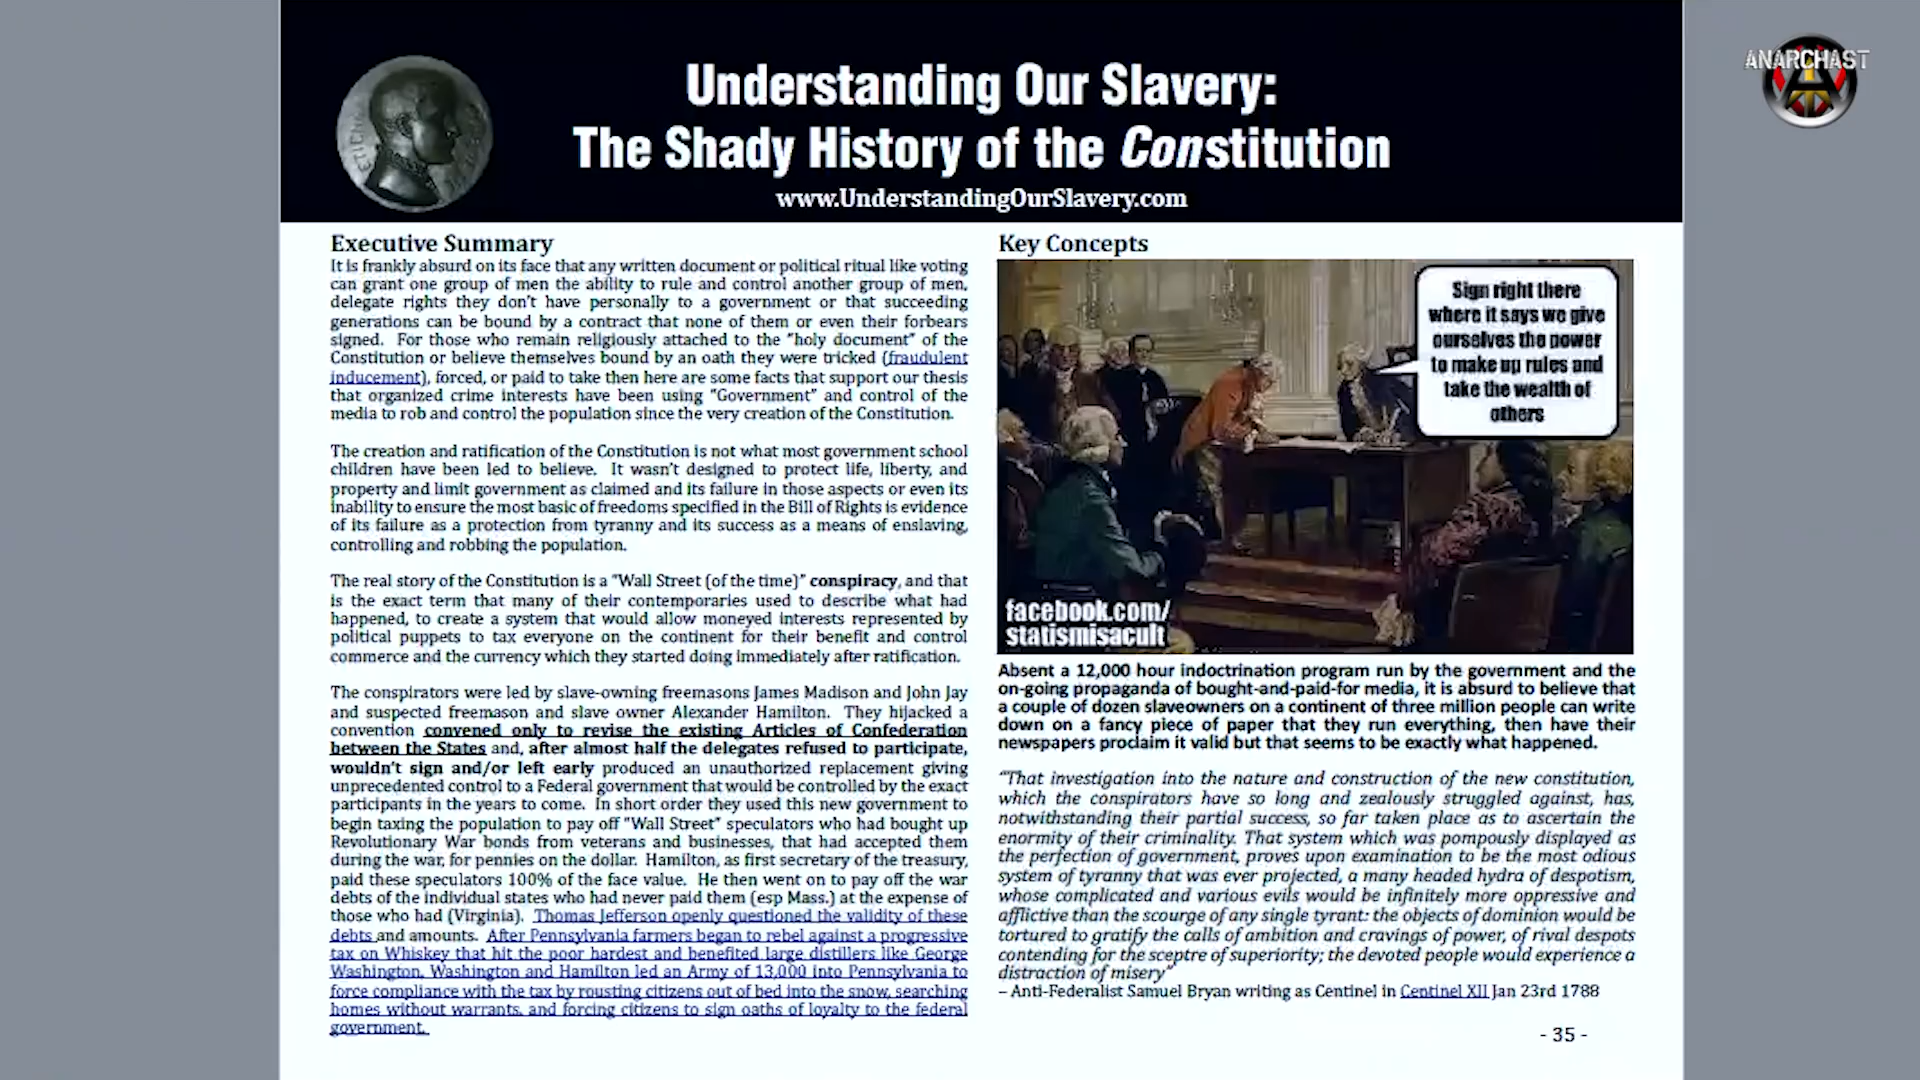 ANARCHAST
Understanding Our Slavery:
The Shady History of the Constitution
www.UnderstandingOurSlavery.com
Executive Summary
It is frankly absurd on its face that any written document or political ritual like voting
can grant one group of men the ability to rule and control another group of men,
delegate rights they don't have personally to a government or that succeeding
generations can be bound by a contract that none of them or even their forbears
signed. For those who remain religiously attached to the "holy document" of the
Constitution or believe themselves bound by an oath they were tricked (fraudulent
inducement), forced, or paid to take then here are some facts that support our thesis
that organized crime interests have been using "Government" and control of the
media to rob and control the population since the very creation of the Constitution.
The creation and ratification of the Constitution is not what most government school
children have been led to believe. It wasn't designed to protect life, liberty, and
property and limit government as claimed and its failure in those aspects or even its
inability to ensure the most basic of freedoms specified in the Bill of Rights is evidence
of its failure as a protection from tyranny and its success as a means of enslaving,
controlling and robbing the population.
The real story of the Constitution is a "Wall Street (of the time)" conspiracy, and that
is the exact term that many of their contemporaries used to describe what had
happened, to create a system that would allow moneyed interests represented by
political puppets to tax everyone on the continent for their benefit and control
commerce and the currency which they started doing immediately after ratification.
The conspirators were led by slave-owning freemasons James Madison and John Jay
and suspected freemason and slave owner Alexander Hamilton. They hijacked a
convention convened only to revise the existing Articles of Confederation
between the States and, after almost half the delegates refused to participate,
wouldn't sign and/or left early produced an unauthorized replacement giving
unprecedented control to a Federal government that would be controlled by the exact
participants in the years to come. In short order they used this new government to
begin taxing the population to pay off "Wall Street" speculators who had bought up
Revolutionary War bonds from veterans and businesses, that had accepted them
during the war, for pennies on the dollar. Hamilton, as first secretary of the treasury,
paid these speculators 100% of the face value. He then went on to pay off the war
debts of the individual states who had never paid them (esp Mass.) at the expense of
those who had (Virginia). Thomas Jefferson openly questioned the validity of these
debts and amounts. After Pennsylvania farmers began to rebel against a progressive
tax on Whiskey that hit the poor hardest and benefited large distillers like George
Washington, Washington and Hamilton led an Army of 13,000 into Pennsylvania to
force compliance with the tax by rousting citizens out of bed into the snow, searching
homes without warrants, and forcing citizens to sign oaths of loyalty to the federal
government.
Key Concepts
Sign right there
where it says we give
ourselves the power
to make up rules and
take the wealth of
others
facebook.com/
statismisacult
Absent a 12,000 hour indoctrination program run by the government and the
on-going propaganda of bought-and-paid-for media, it is absurd to believe that
a couple of dozen slaveowners on a continent of three million people can write
down on a fancy piece of paper that they run everything, then have their
newspapers proclaim it valid but that seems to be exactly what happened.
"That investigation into the nature and construction of the new constitution,
which the conspirators have so long and zealously struggled against, has,
notwithstanding their partial success, so far taken place as to ascertain the
enormity of their criminality. That system which was pompously displayed as
the perfection of government, proves upon examination to be the most odious
system of tyranny that was ever projected, a many headed hydra of despotism,
whose complicated and various evils would be infinitely more oppressive and
afflictive than the scourge of any single tyrant: the objects of dominion would be
tortured to gratify the calls of ambition and cravings of power, of rival despots
contending for the sceptre of superiority; the devoted people would experience a
distraction of misery"
– Anti-Federalist Samuel Bryan writing as Centinel in Centinel XII Jan 23rd 1788
- 35 -